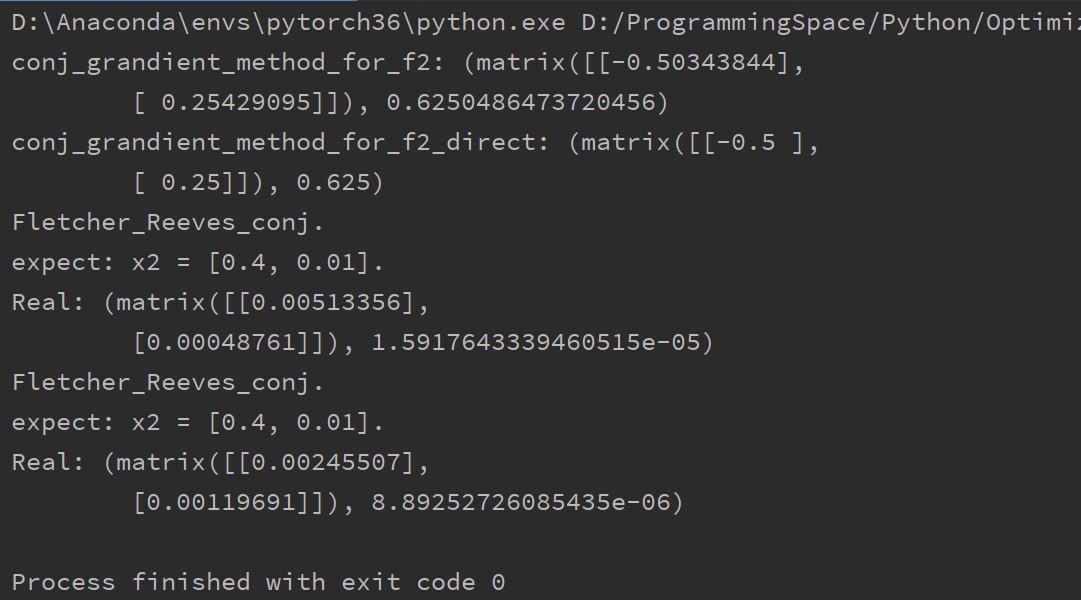 D:\Anaconda\envs\pytorch36\python.exe D:/ProgrammingSpace/Python/Optimiz
conj_grandient_method_for_f2: (matrix([[-0.50343844],
        [ 0.25429095]]), 0.6250486473720456)
conj_grandient_method_for_f2_direct: (matrix([[-0.5 ],
        [ 0.25]]), 0.625)
Fletcher_Reeves_conj.
expect: x2 = [0.4, 0.01].
Real: (matrix([[0.00513356],
        [0.00048761]]), 1.5917643339460515e-05)
Fletcher_Reeves_conj.
expect: x2 = [0.4, 0.01].
Real: (matrix([[0.00245507],
        [0.00119691]]), 8.89252726085435e-06)
Process finished with exit code 0